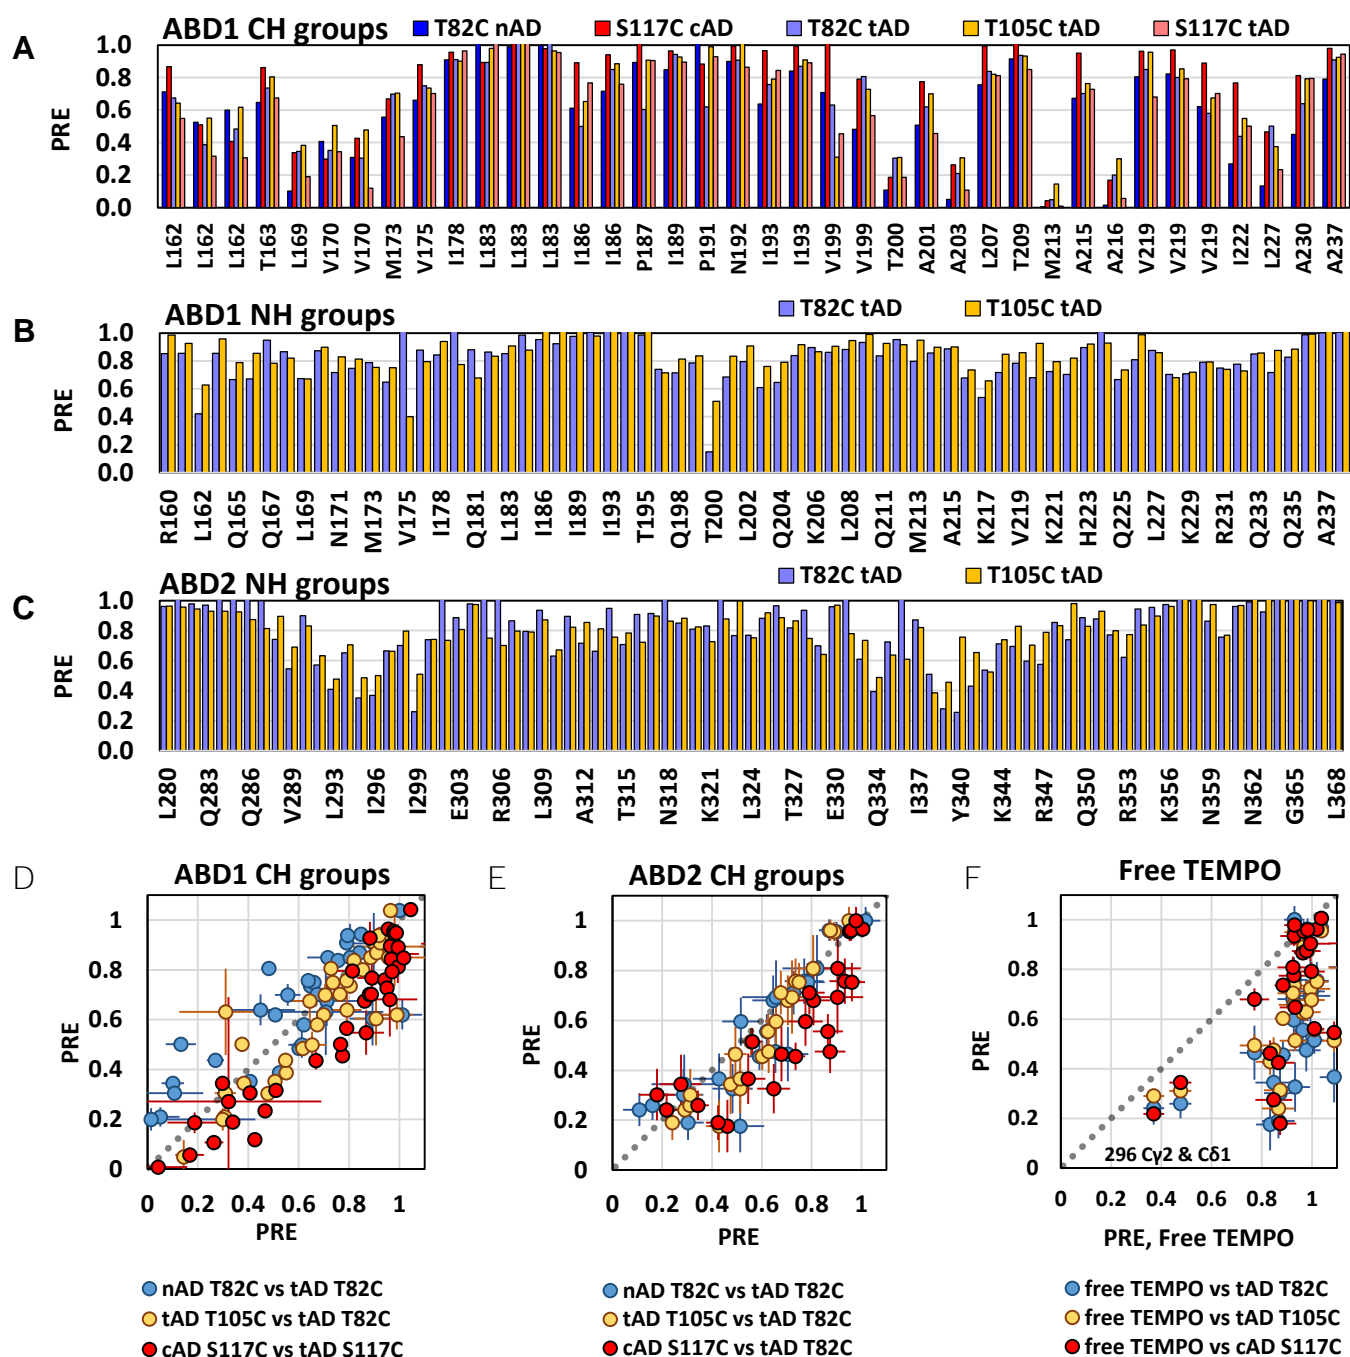 A
ABD1 CH groups
T82C nAD
S117C cAD
T82C tAD
T105C tAD
S117C tAD
PRE
1.0
0.8
0.6
0.4
0.2
0.0
L162 L162 L162 T163 L169 V170 V170 M173 V175 I178 L183 L183 L183 I186 I186 P187 I189 P191 N192 I193 I193 V199 V199 T200 A201 A203 L207 T209 M213 A215 A216 V219 V219 V219 I222 L227 A230 A237
B
ABD1 NH groups
T82C tAD
T105C tAD
PRE
1.0
0.8
0.6
0.4
0.2
0.0
R160 L162 Q165 Q167 L169 N171 M173 V175 I178 Q181 L183 I186 I189 I193 T195 Q198 T200 L202 Q204 K206 L208 Q211 M213 A215 K217 V219 K221 H223 Q225 L227 K229 R231 Q233 Q235 A237
C
ABD2 NH groups
T82C tAD
T105C tAD
PRE
1.0
0.8
0.6
0.4
0.2
0.0
L280 Q283 Q286 V289 L293 I296 I299 E303 R306 L309 A312 T315 N318 K321 L324 T327 E330 Q334 I337 Y340 K344 R347 Q350 R353 K356 N359 N362 G365 L368
D
ABD1 CH groups
PRE
1
0.8
0.6
0.4
0.2
0
0 0.2 0.4 0.6 0.8 1
PRE
nAD T82C vs tAD T82C
tAD T105C vs tAD T82C
cAD S117C vs tAD S117C
E
ABD2 CH groups
PRE
1
0.8
0.6
0.4
0.2
0
0 0.2 0.4 0.6 0.8 1
PRE
nAD T82C vs tAD T82C
tAD T105C vs tAD T82C
cAD S117C vs tAD T82C
F
Free TEMPO
PRE
1
0.8
0.6
0.4
0.2
0
296 Cγ2 & Cδ1
0 0.2 0.4 0.6 0.8 1
PRE, Free TEMPO
free TEMPO vs tAD T82C
free TEMPO vs tAD T105C
free TEMPO vs cAD S117C